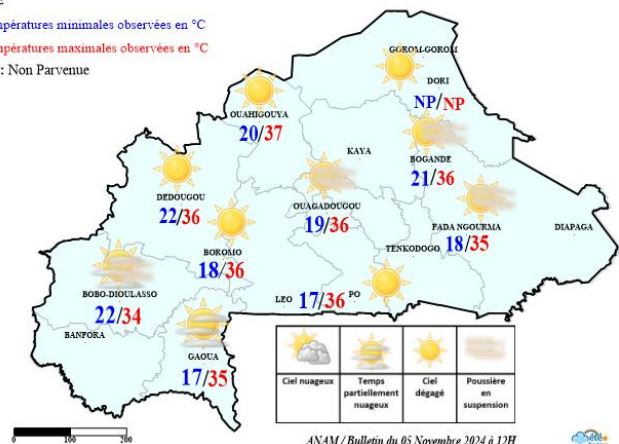 Températures minimales observées en °C
Températures maximales observées en °C
: Non Parvenue
GOROM-GOROM
DORI
NP/NP
OUAHIGOUYA
20/37
KAYA
BOGANDE
21/36
DEDOUGOU
22/36
OUAGADOUGOU
19/36
FADA NGOURMA
18/35
DIAPAGA
TENKODOGO
BOROMO
18/36
BOBO-DIOULASSO
22/34
LEO 17/36 PO
BANFORA
GAOUA
17/35
Ciel nuageux
Temps partiellement nuageux
Ciel dégagé
Poussière en suspension
0 100 200
ANAM / Bulletin du 05 Novembre 2024 à 12H